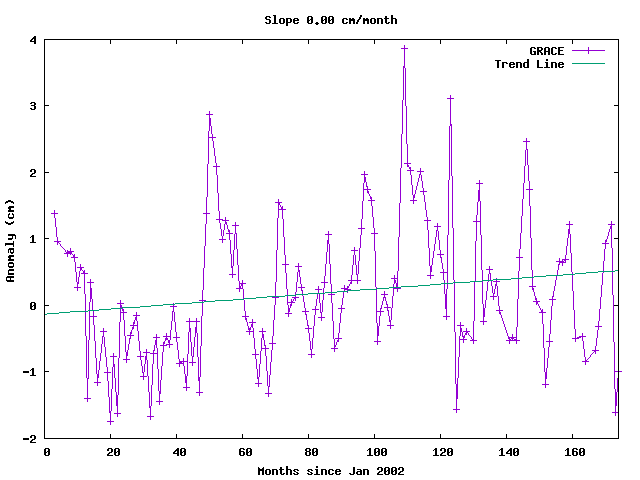 Slope 0.00 cm/month
GRACE
Trend Line
4
3
2
1
0
-1
-2
Anomaly (cm)
0 20 40 60 80 100 120 140 160
Months since Jan 2002